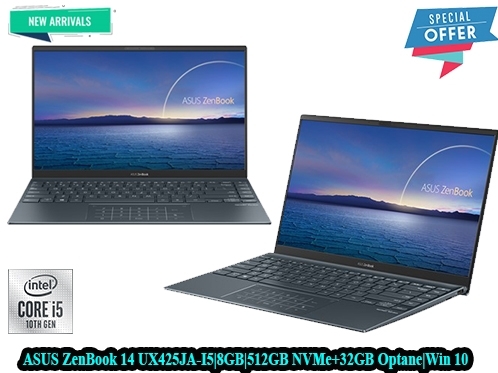 NEW ARRIVALS
SPECIAL
OFFER
ASUS ZenBook
ASUS ZenBook
intel
CORE i5
10TH GEN
ASUS ZenBook 14 UX425JA-I5|8GB|512GB NVMe+32GB Optane|Win 10